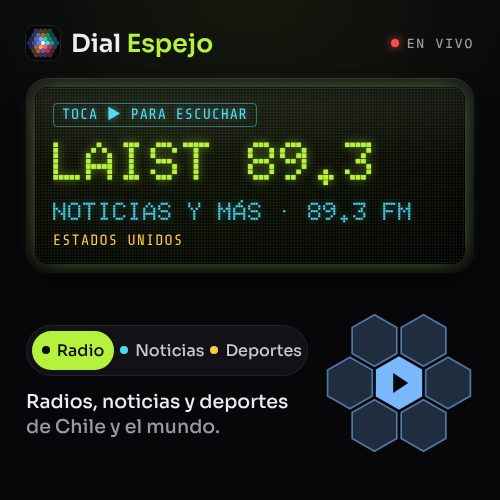 Dial Espejo
EN VIVO
TOCA ▶ PARA ESCUCHAR
LAIST 89.3
NOTICIAS Y MÁS · 89.3 FM
ESTADOS UNIDOS
Radio Noticias Deportes
Radios, noticias y deportes
de Chile y el mundo.